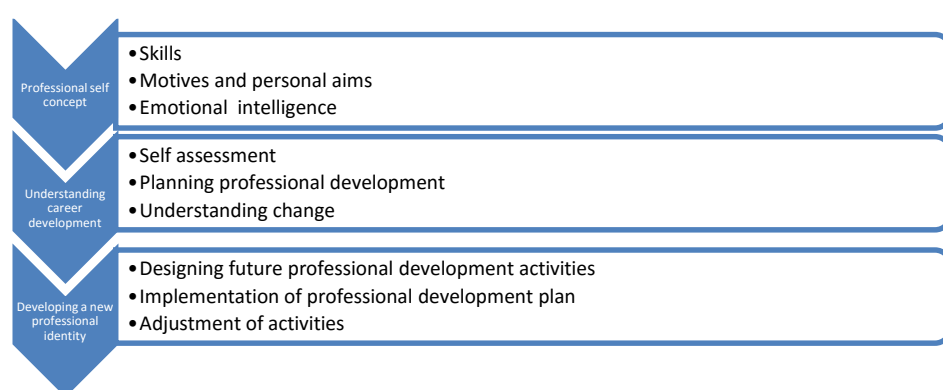 Professional self
concept
•Skills
•Motives and personal aims
•Emotional intelligence
Understanding
career
development
•Self assessment
•Planning professional development
•Understanding change
Developing a new
professional
identity
•Designing future professional development activities
•Implementation of professional development plan
•Adjustment of activities